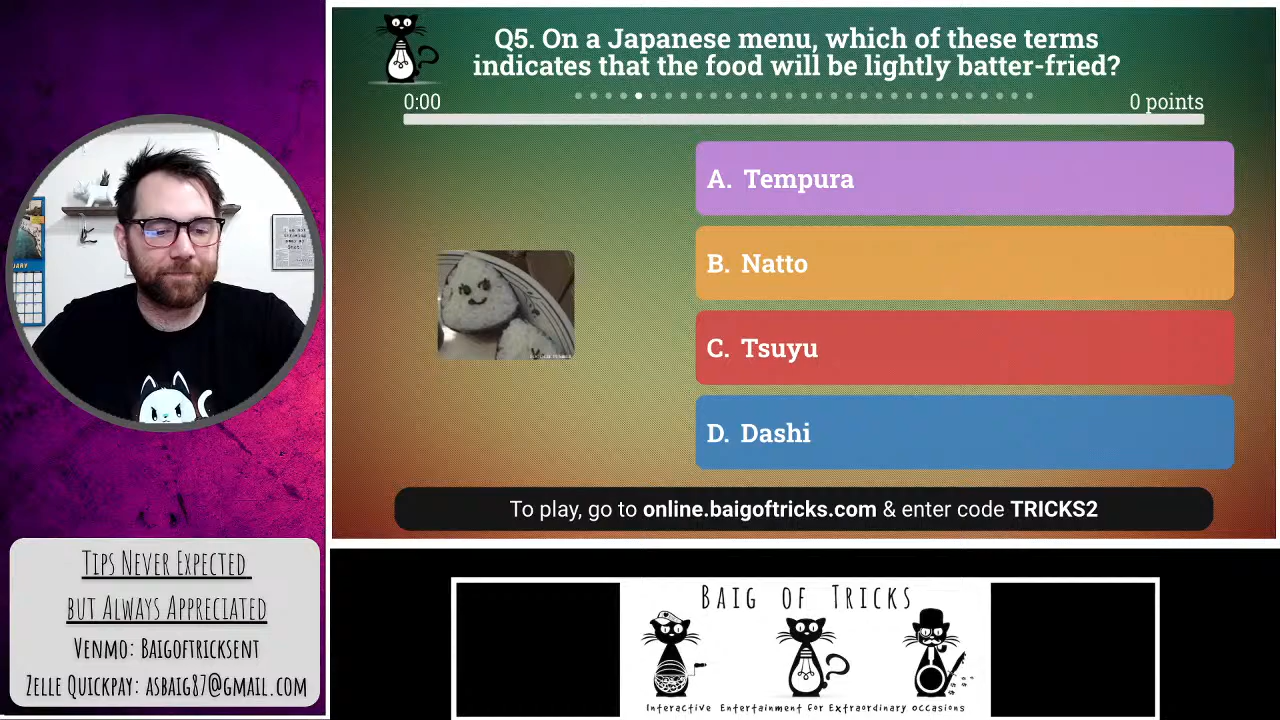 Q5. On a Japanese menu, which of these terms
indicates that the food will be lightly batter-fried?
0:00
0 points
A. Tempura
B. Natto
C. Tsuyu
D. Dashi
To play, go to online.baigoftricks.com & enter code TRICKS2
Tips Never Expected
but Always Appreciated
Venmo: Baigoftricksent
Zelle Quickpay: asbaig87@gmail.com
Baig of Tricks
Interactive Entertainment for Extraordinary Occasions